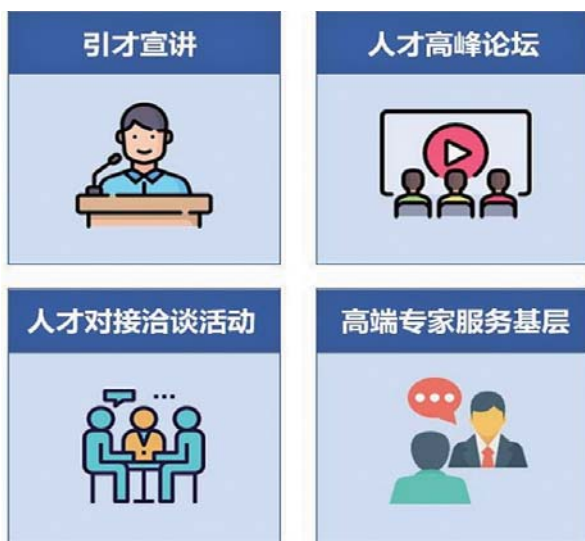 引才宣讲
人才高峰论坛
人才对接洽谈活动
高端专家服务基层